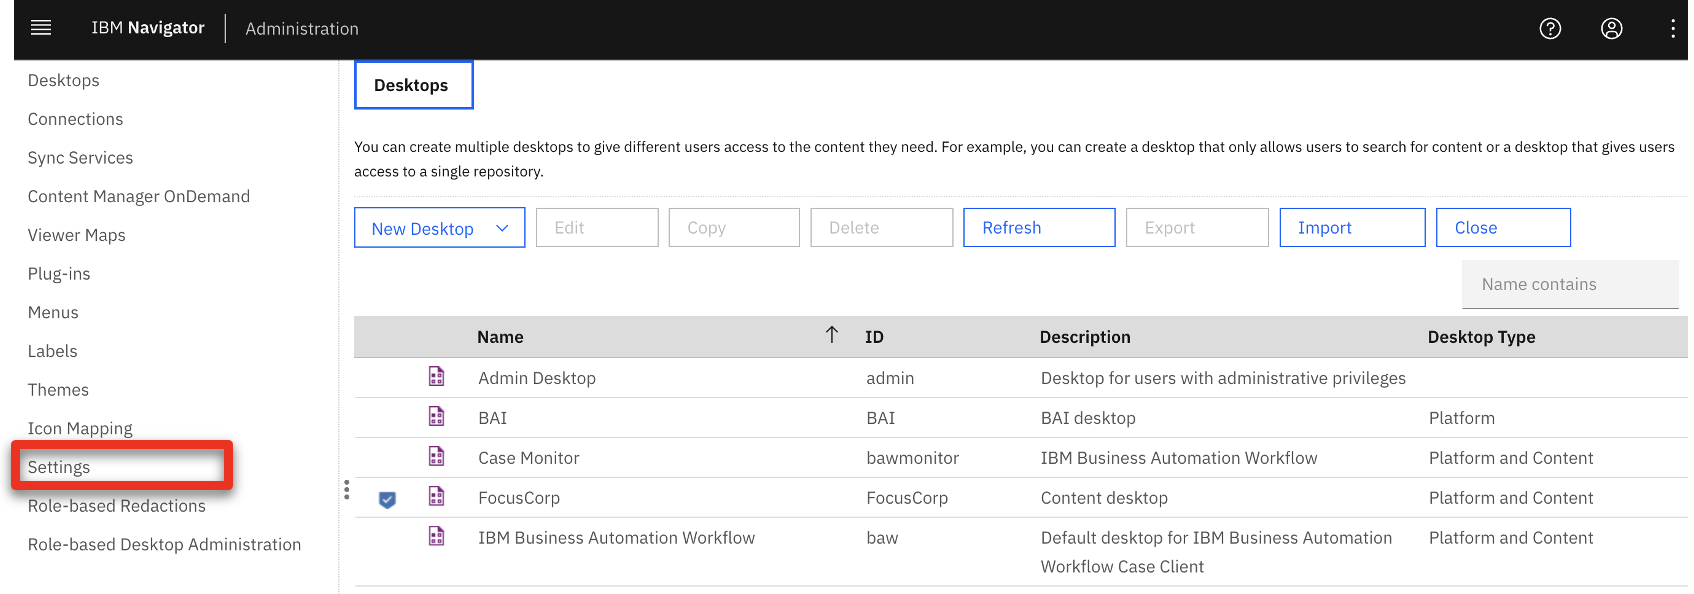 IBM Navigator Administration
Desktops
Connections
Sync Services
Content Manager OnDemand
Viewer Maps
Plug-ins
Menus
Labels
Themes
Icon Mapping
Settings
Role-based Redactions
Role-based Desktop Administration
Desktops
You can create multiple desktops to give different users access to the content they need. For example, you can create a desktop that only allows users to search for content or a desktop that gives users
access to a single repository.
New Desktop Edit Copy Delete Refresh Export Import Close
Name contains
Name ID Description Desktop Type
Admin Desktop admin Desktop for users with administrative privileges
BAI BAI BAI desktop Platform
Case Monitor bawmonitor IBM Business Automation Workflow Platform and Content
FocusCorp FocusCorp Content desktop Platform and Content
IBM Business Automation Workflow baw Default desktop for IBM Business Automation Platform and Content
Workflow Case Client